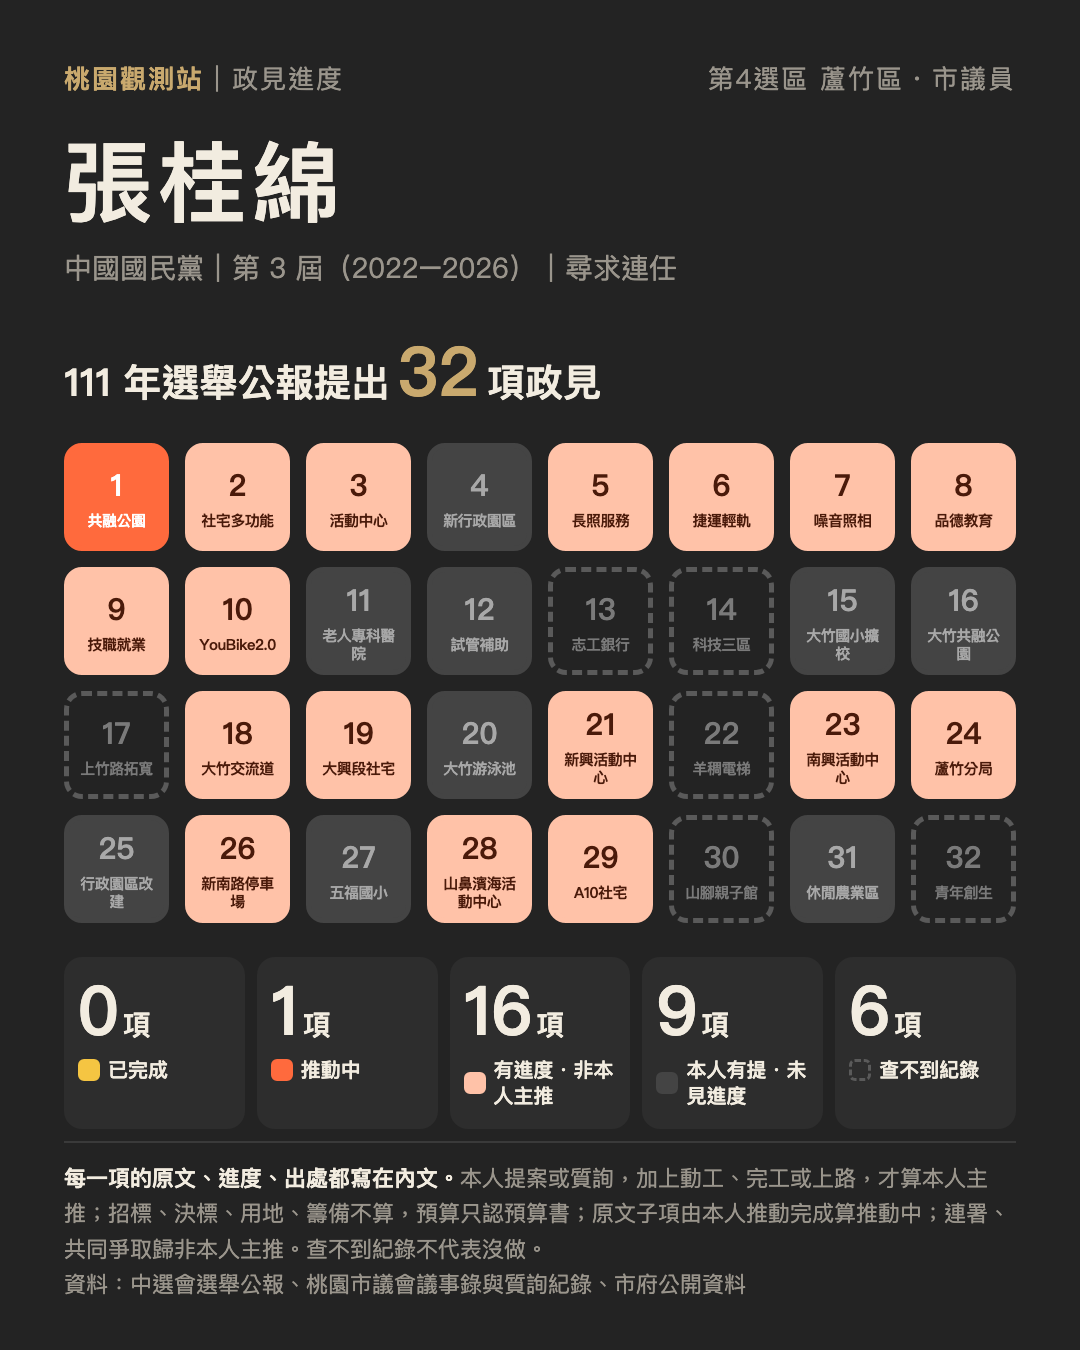 桃園觀測站｜政見進度
第4選區 蘆竹區·市議員
張桂綿
中國國民黨｜第 3 屆（2022–2026）｜尋求連任
111 年選舉公報提出 32 項政見
1
共融公園
2
社宅多功能
3
活動中心
4
新行政園區
5
長照服務
6
捷運輕軌
7
噪音照相
8
品德教育
9
技職就業
10
YouBike2.0
11
老人專科醫
院
12
試管補助
13
志工銀行
14
科技三區
15
大竹國小擴
校
16
大竹共融公
園
17
上竹路拓寬
18
大竹交流道
19
大興段社宅
20
大竹游泳池
21
新興活動中
心
22
羊稠電梯
23
南興活動中
心
24
蘆竹分局
25
行政園區改
建
26
新南路停車
場
27
五福國小
28
山鼻濱海活
動中心
29
A10社宅
30
山腳親子館
31
休閒農業區
32
青年創生
0項
已完成
1項
推動中
16項
有進度·非本
人主推
9項
本人有提·未
見進度
6項
查不到紀錄
每一項的原文、進度、出處都寫在內文。本人提案或質詢，加上動工、完工或上路，才算本人主
推；招標、決標、用地、籌備不算，預算只認預算書；原文子項由本人推動完成算推動中；連署、
共同爭取歸非本人主推。查不到紀錄不代表沒做。
資料：中選會選舉公報、桃園市議會議事錄與質詢紀錄、市府公開資料